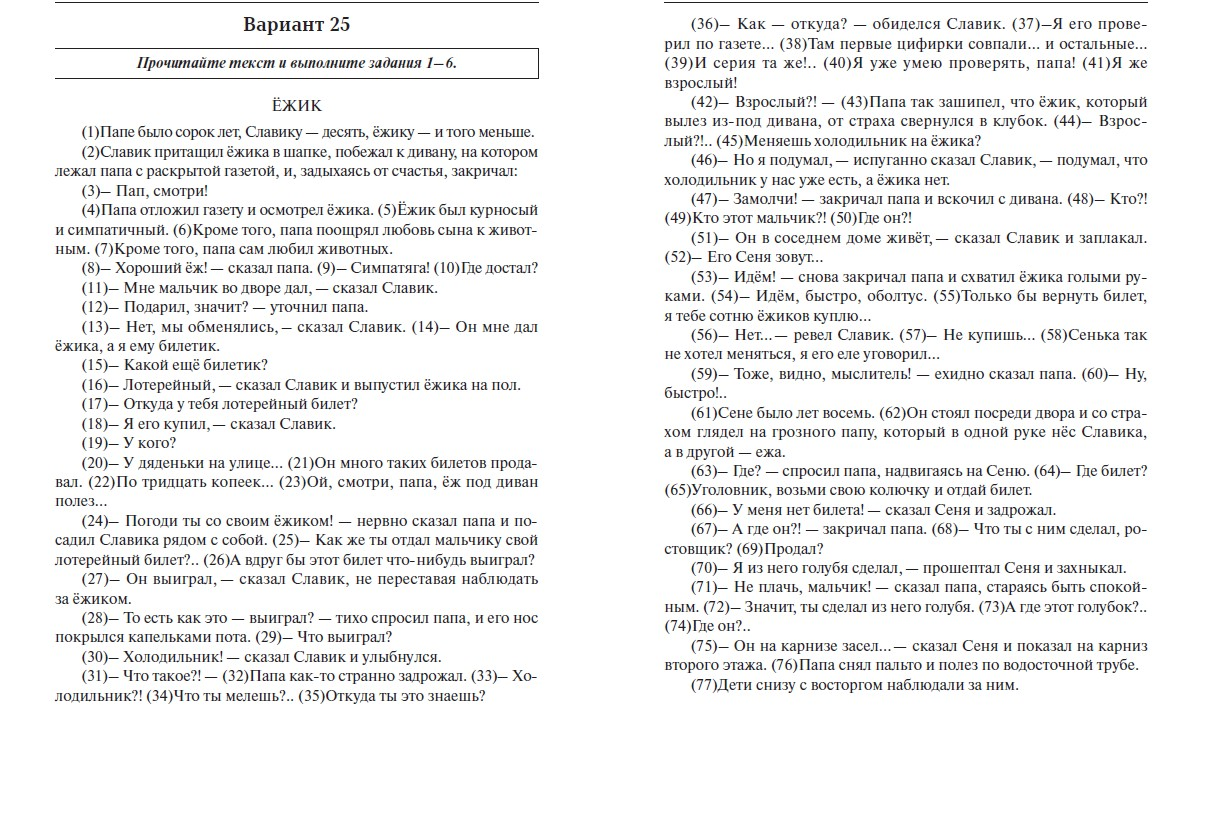 Вариант 25
Прочитайте текст и выполните задания 1–6.
ЁЖИК
(1)Папе было сорок лет, Славику — десять, ёжику — и того меньше.
(2)Славик притащил ёжика в шапке, побежал к дивану, на котором
лежал папа с раскрытой газетой, и, задыхаясь от счастья, закричал:
(3)– Пап, смотри!
(4)Папа отложил газету и осмотрел ёжика. (5)Ёжик был курносый
и симпатичный. (6)Кроме того, папа поощрял любовь сына к живот-
ным. (7)Кроме того, папа сам любил животных.
(8)– Хороший ёж! — сказал папа. (9)– Симпатяга! (10)Где достал?
(11)– Мне мальчик во дворе дал, — сказал Славик.
(12)– Подарил, значит? — уточнил папа.
(13)– Нет, мы обменялись, – сказал Славик. (14)– Он мне дал
ёжика, а я ему билетик.
(15)– Какой ещё билетик?
(16)– Лотерейный, — сказал Славик и выпустил ёжика на пол.
(17)– Откуда у тебя лотерейный билет?
(18)– Я его купил, — сказал Славик.
(19)– У кого?
(20)– У дяденьки на улице... (21)Он много таких билетов прода-
вал. (22)По тридцать копеек... (23)Ой, смотри, папа, ёж под диван
полез...
(24)– Погоди ты со своим ёжиком! — нервно сказал папа и по-
садил Славика рядом с собой. (25)– Как же ты отдал мальчику свой
лотерейный билет?.. (26)А вдруг бы этот билет что-нибудь выиграл?
(27)– Он выиграл, — сказал Славик, не переставая наблюдать
за ёжиком.
(28)– То есть как это — выиграл? — тихо спросил папа, и его нос
покрылся капельками пота. (29)– Что выиграл?
(30)– Холодильник! — сказал Славик и улыбнулся.
(31)– Что такое?! — (32)Папа как-то странно задрожал. (33)– Хо-
лодильник?! (34)Что ты мелешь?.. (35)Откуда ты это знаешь?
(36)– Как — откуда? — обиделся Славик. (37)–Я его прове-
рил по газете... (38)Там первые цифирки совпали... и остальные...
(39)И серия та же!.. (40)Я уже умею проверять, папа! (41)Я же
взрослый!
(42)– Взрослый?! — (43)Папа так зашипел, что ёжик, который
вылез из-под дивана, от страха свернулся в клубок. (44)– Взрос-
лый?!.. (45)Меняешь холодильник на ёжика?
(46)– Но я подумал, — испуганно сказал Славик, — подумал, что
холодильник у нас уже есть, а ёжика нет.
(47)– Замолчи! — закричал папа и вскочил с дивана. (48)– Кто?!
(49)Кто этот мальчик?! (50)Где он?!
(51)– Он в соседнем доме живёт, — сказал Славик и заплакал.
(52)– Его Сеня зовут...
(53)– Идём! — снова закричал папа и схватил ёжика голыми ру-
ками. (54)– Идём, быстро, оболтус. (55)Только бы вернуть билет,
я тебе сотню ёжиков куплю...
(56)– Нет... — ревел Славик. (57)– Не купишь... (58)Сенька так
не хотел меняться, я его еле уговорил...
(59)– Тоже, видно, мыслитель! — ехидно сказал папа. (60)– Ну,
быстро!..
(61)Сене было лет восемь. (62)Он стоял посреди двора и со стра-
хом глядел на грозного папу, который в одной руке нёс Славика,
а в другой — ежа.
(63)– Где? — спросил папа, надвигаясь на Сеню. (64)– Где билет?
(65)Уголовник, возьми свою колючку и отдай билет.
(66)– У меня нет билета! — сказал Сеня и задрожал.
(67)– А где он?! — закричал папа. (68)– Что ты с ним сделал, ро-
стовщик? (69)Продал?
(70)– Я из него голубя сделал, — прошептал Сеня и захныкал.
(71)– Не плачь, мальчик! — сказал папа, стараясь быть спокой-
ным. (72)– Значит, ты сделал из него голубя. (73)А где этот голубок?..
(74)Где он?..
(75)– Он на карнизе засел... — сказал Сеня и показал на карниз
второго этажа. (76)Папа снял пальто и полез по водосточной трубе.
(77)Дети снизу с восторгом наблюдали за ним.